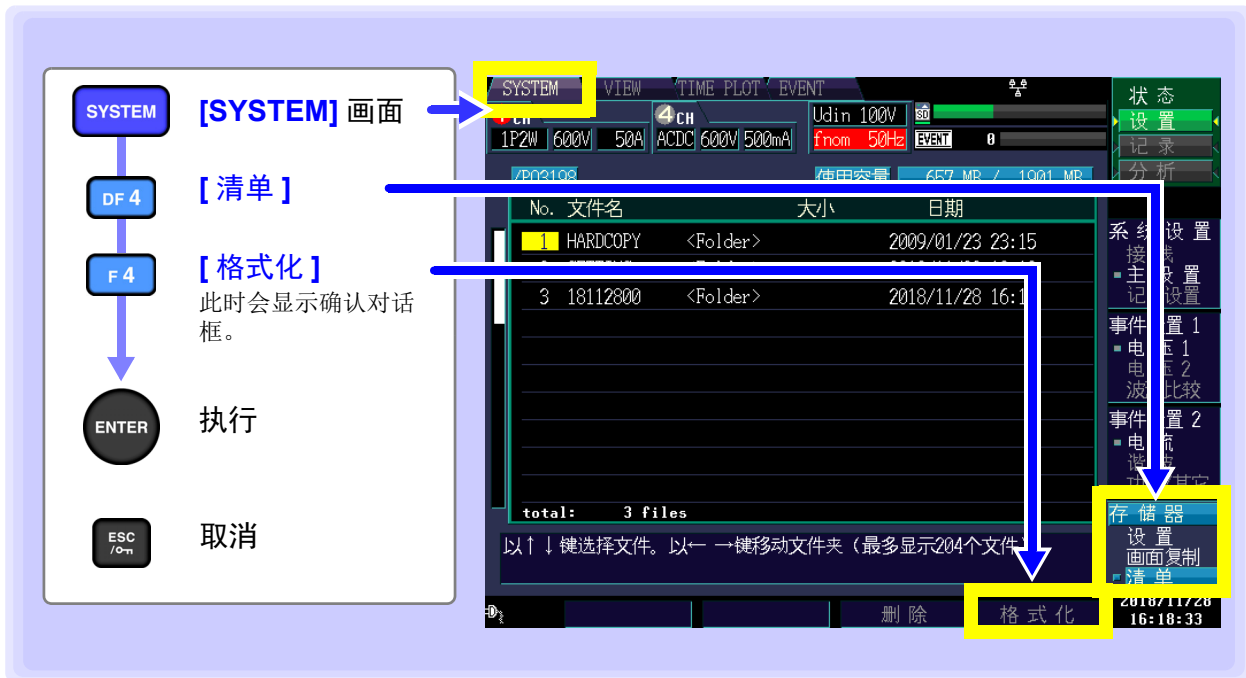 SYSTEM
[SYSTEM] 画面
DF 4
[ 清单 ]
F 4
[ 格式化 ]
此时会显示确认对话
框。
ENTER
执行
ESC
取消
SYSTEM VIEW TIME PLOT EVENT
CH 4 CH Udin 100V SD
1P2W 600V 50A ACDC 600V 500mA fnom 50Hz EVENT 0
/PQ3198 使用容量 657 MB / 1901 MB
No. 文件名 大小 日期
1 HARDCOPY <Folder> 2009/01/23 23:15
3 18112800 <Folder> 2018/11/28 16:1
total: 3 files
以↑↓键选择文件。以← →键移动文件夹（最多显示204个文件
删除 格式化
状态
设置
记录
分析
系 设置
主 设置
记 设置
事件 置 1
电 压 1
电 压 2
波 比较
事件 置 2
电 流
存储器
设置
画面复制
清单
2018/11/28
16:18:33